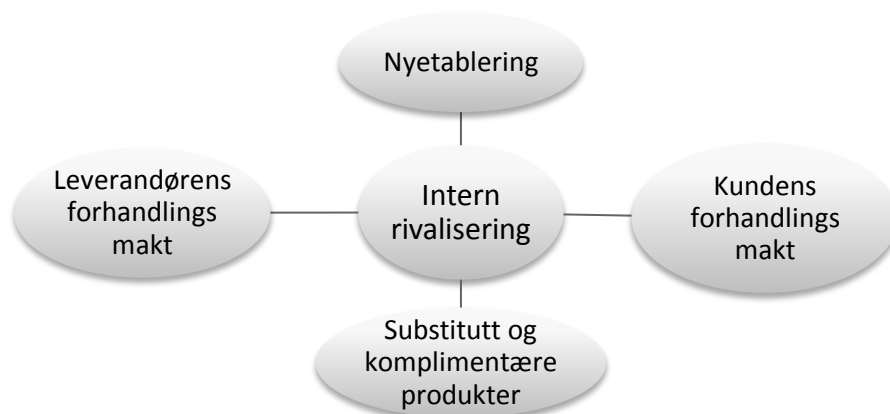 Nyetablering
Leverandørens
forhandlings
makt
Intern
rivalisering
Kundens
forhandlings
makt
Substitutt og
komplimentære
produkter